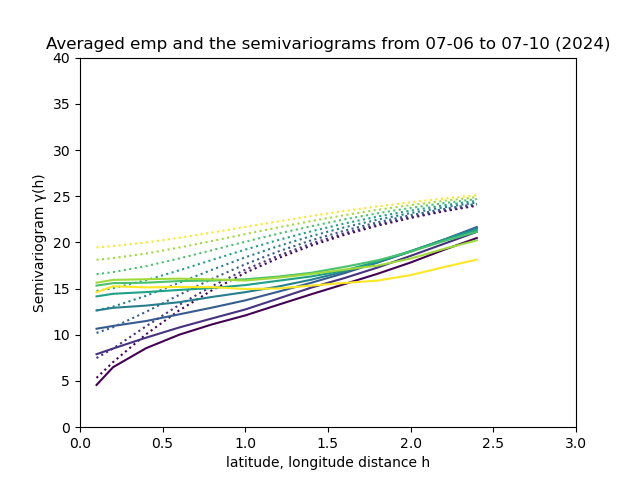 Averaged emp and the semivariograms from 07-06 to 07-10 (2024)
40
35
30
25
20
15
10
5
0
Semivariogram γ(h)
0.0 0.5 1.0 1.5 2.0 2.5 3.0
latitude, longitude distance h